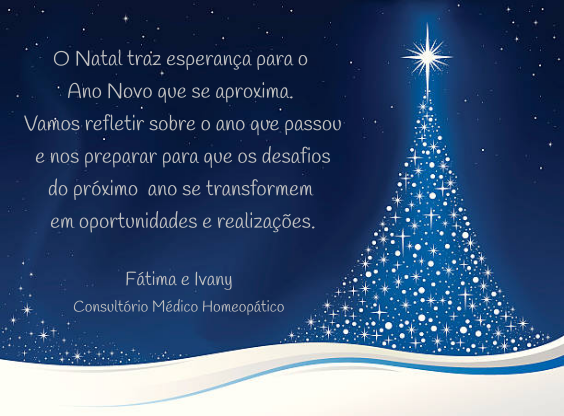 O Natal traz esperança para o
Ano Novo que se aproxima.
Vamos refletir sobre o ano que passou
e nos preparar para que os desafios
do próximo ano se transformem
em oportunidades e realizações.
Fátima e Ivany
Consultório Médico Homeopático